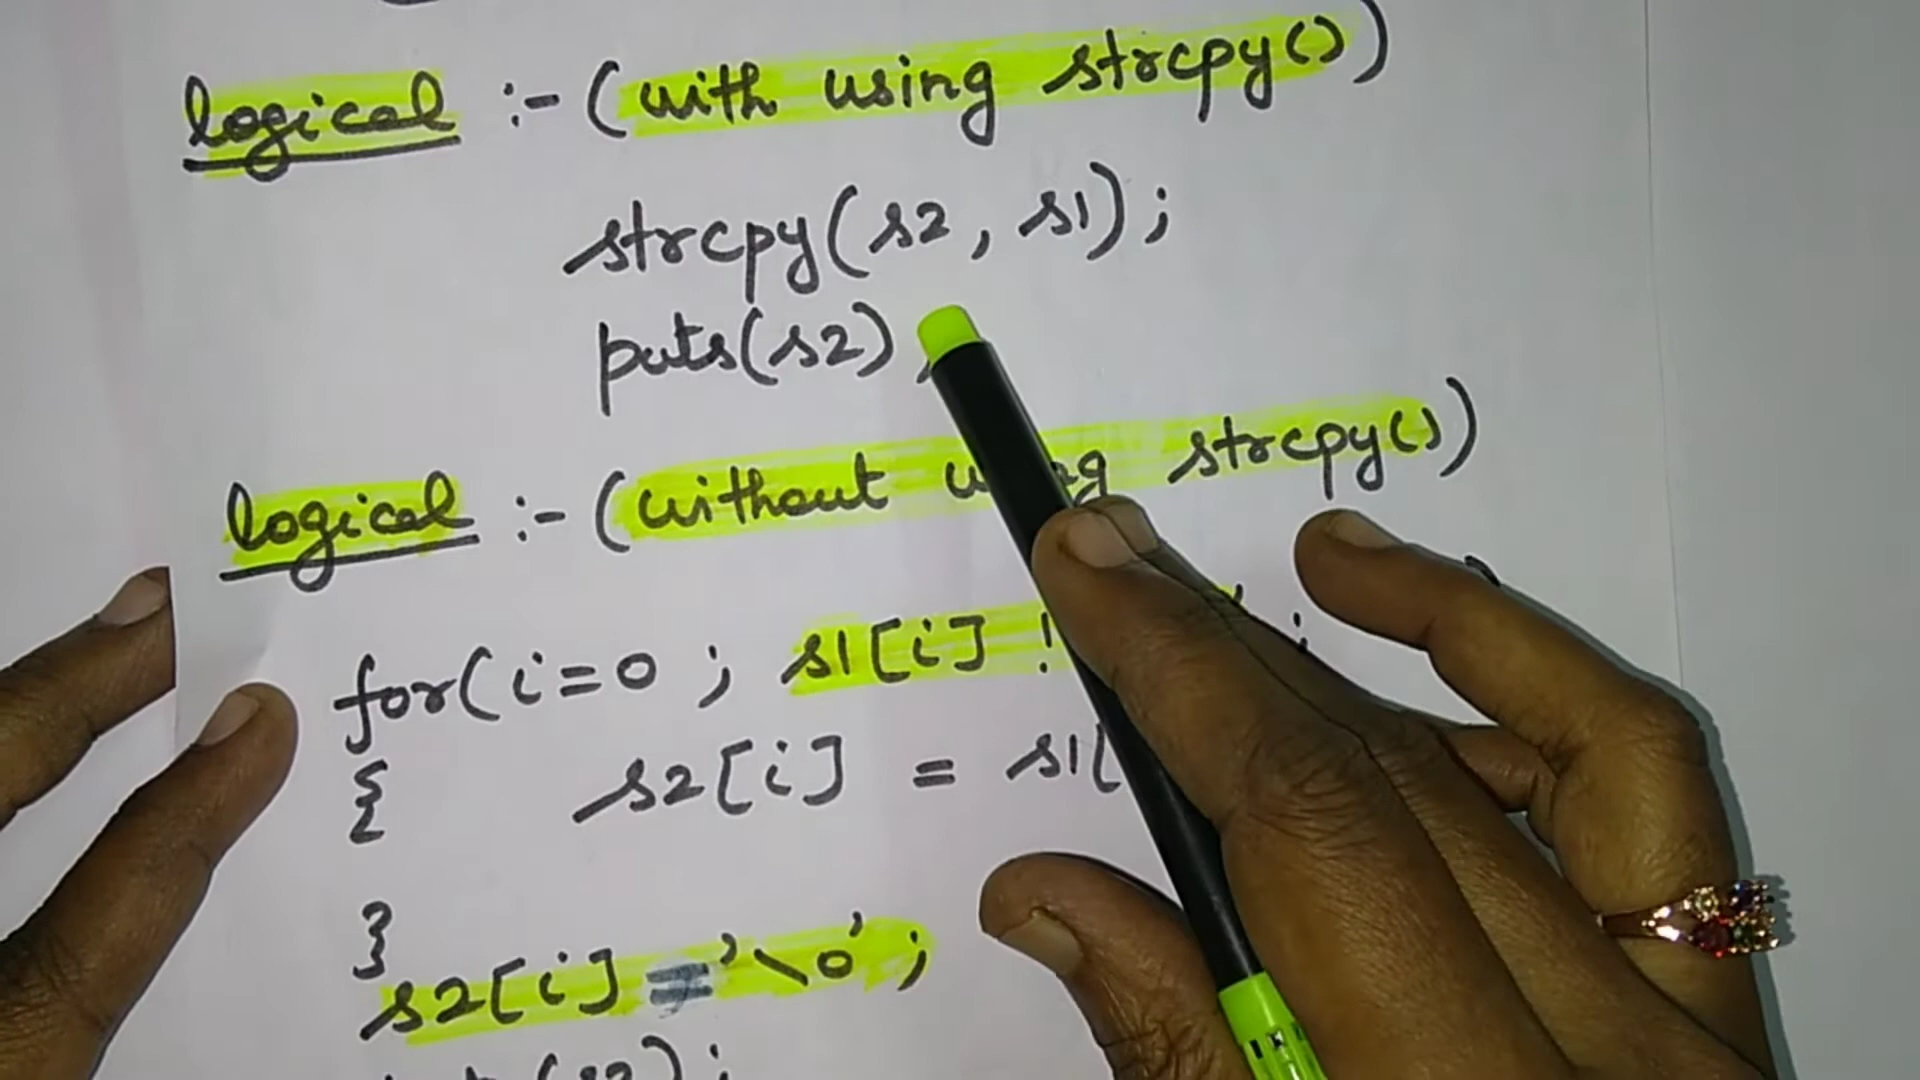 logical :- (with using strcpy())
strcpy(s2, s1);
puts(s2)
logical :- (without strcpy())
for(i=0 ; s1[i] !
{ s2[i] = s1[
}
s2[i] = '\0' ;
(s2);